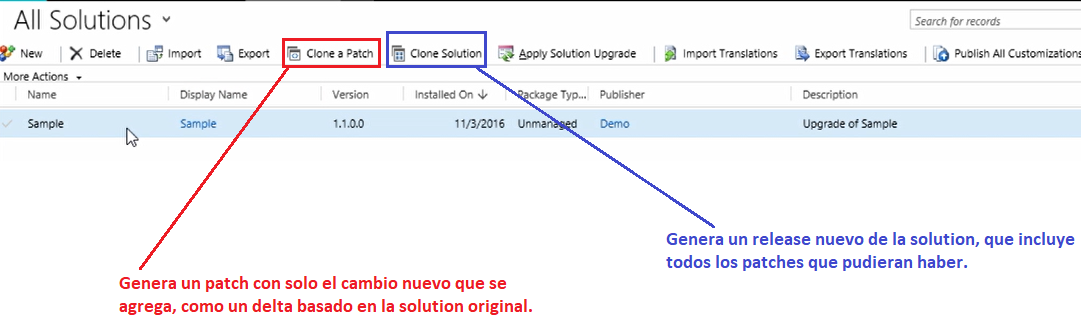 All Solutions
Search for records
New Delete Import Export Clone a Patch Clone Solution Apply Solution Upgrade Import Translations Export Translations Publish All Customizations
More Actions
Name Display Name Version Installed On Package Typ... Publisher Description
Sample Sample 1.1.0.0 11/3/2016 Unmanaged Demo Upgrade of Sample
Genera un release nuevo de la solution, que incluye
todos los patches que pudieran haber.
Genera un patch con solo el cambio nuevo que se
agrega, como un delta basado en la solution original.